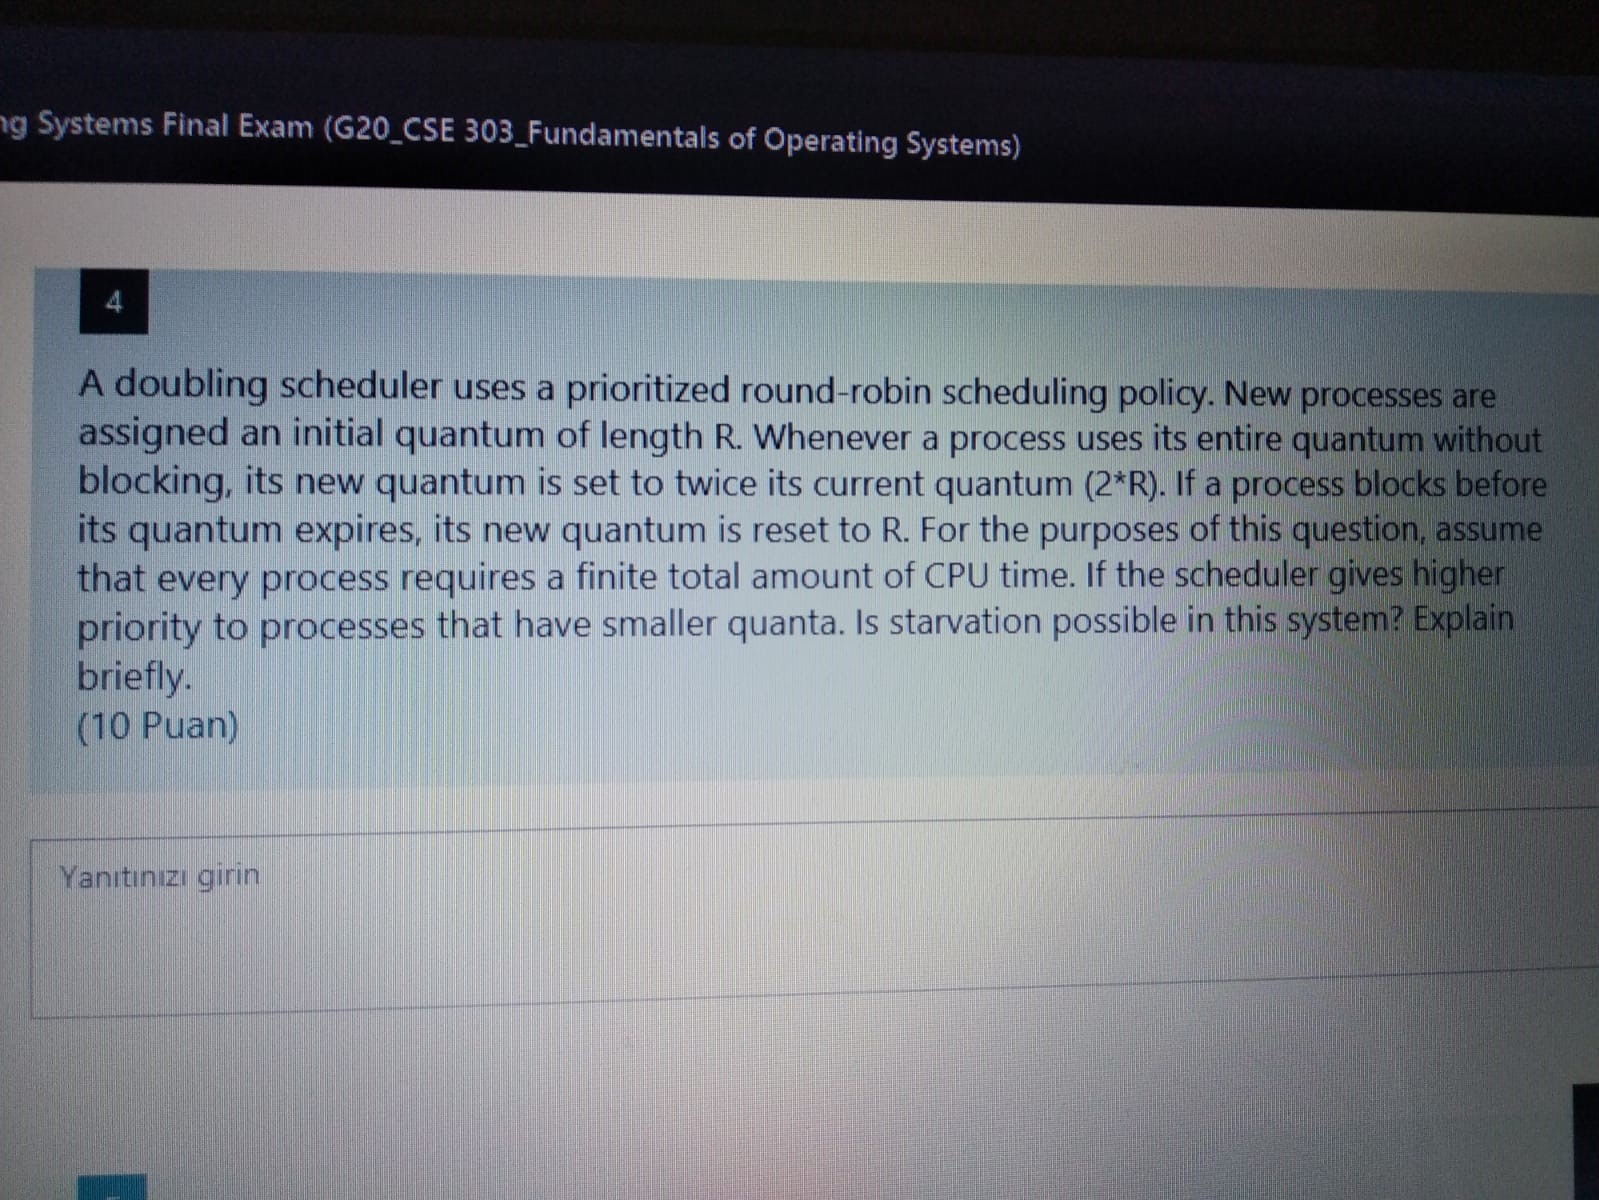 ng Systems Final Exam (G20_CSE 303_Fundamentals of Operating Systems)
4
A doubling scheduler uses a prioritized round-robin scheduling policy. New processes are
assigned an initial quantum of length R. Whenever a process uses its entire quantum without
blocking, its new quantum is set to twice its current quantum (2*R). If a process blocks before
its quantum expires, its new quantum is reset to R. For the purposes of this question, assume
that every process requires a finite total amount of CPU time. If the scheduler gives higher
priority to processes that have smaller quanta. Is starvation possible in this system? Explain
briefly.
(10 Puan)
Yanıtınızı girin